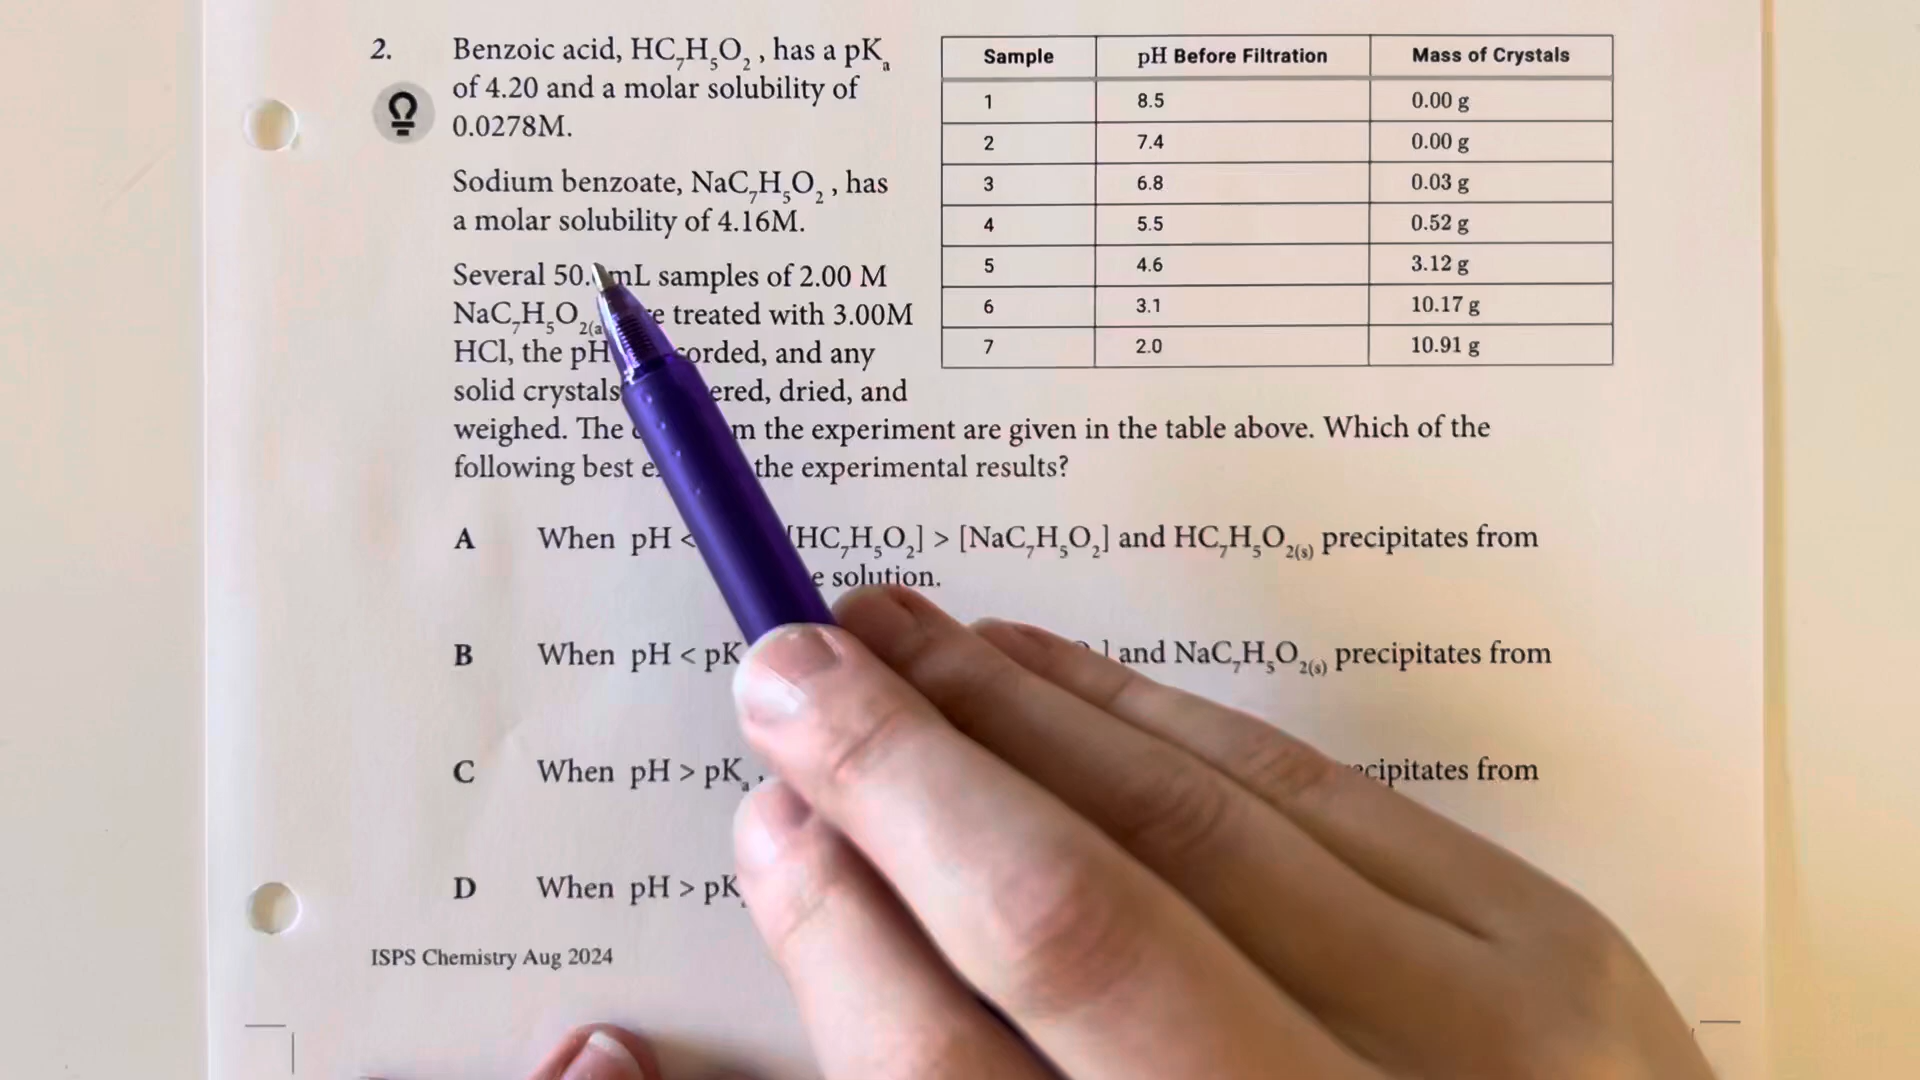 2. Benzoic acid, HC₇H₅O₂ , has a pKₐ
of 4.20 and a molar solubility of
0.0278M.
Sodium benzoate, NaC₇H₅O₂ , has
a molar solubility of 4.16M.
Several 50. mL samples of 2.00 M
NaC₇H₅O₂₍ₐ treated with 3.00M
HCl, the pH and any
solid crystals dried, and
weighed. The the experiment are given in the table above. Which of the
following best the experimental results?
Sample pH Before Filtration Mass of Crystals
1 8.5 0.00 g
2 7.4 0.00 g
3 6.8 0.03 g
4 5.5 0.52 g
5 4.6 3.12 g
6 3.1 10.17 g
7 2.0 10.91 g
A When pH < [HC₇H₅O₂] > [NaC₇H₅O₂] and HC₇H₅O₂₍ₛ₎ precipitates from
solution.
B When pH < pK and NaC₇H₅O₂₍ₛ₎ precipitates from
C When pH > pKₐ , from
D When pH > pK
ISPS Chemistry Aug 2024